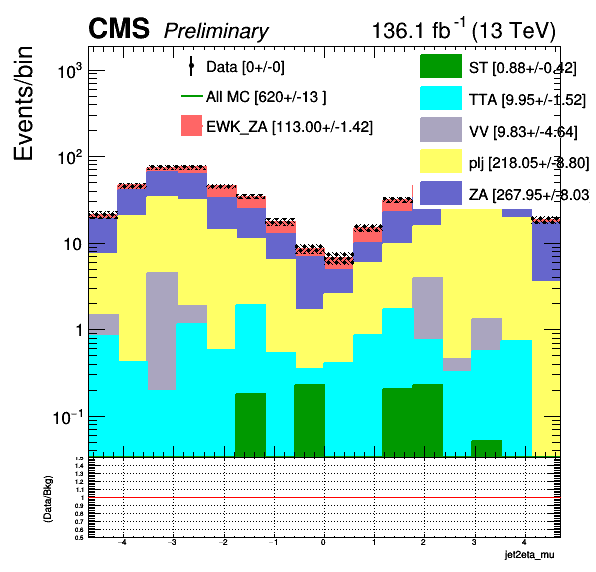 CMS Preliminary 136.1 fb⁻¹ (13 TeV)
Events/bin
10³
10²
10
1
10⁻¹
Data [0+/-0]
All MC [620+/-13 ]
EWK_ZA [113.00+/-1.42]
ST [0.88+/-0.42]
TTA [9.95+/-1.52]
VV [9.83+/-4.64]
plj [218.05+/-8.80]
ZA [267.95+/-8.03
(Data/Bkg)
1.5
1.4
1.3
1.2
1.1
1
0.9
0.8
0.7
0.6
0.5
−4 −3 −2 −1 0 1 2 3 4
jet2eta_mu